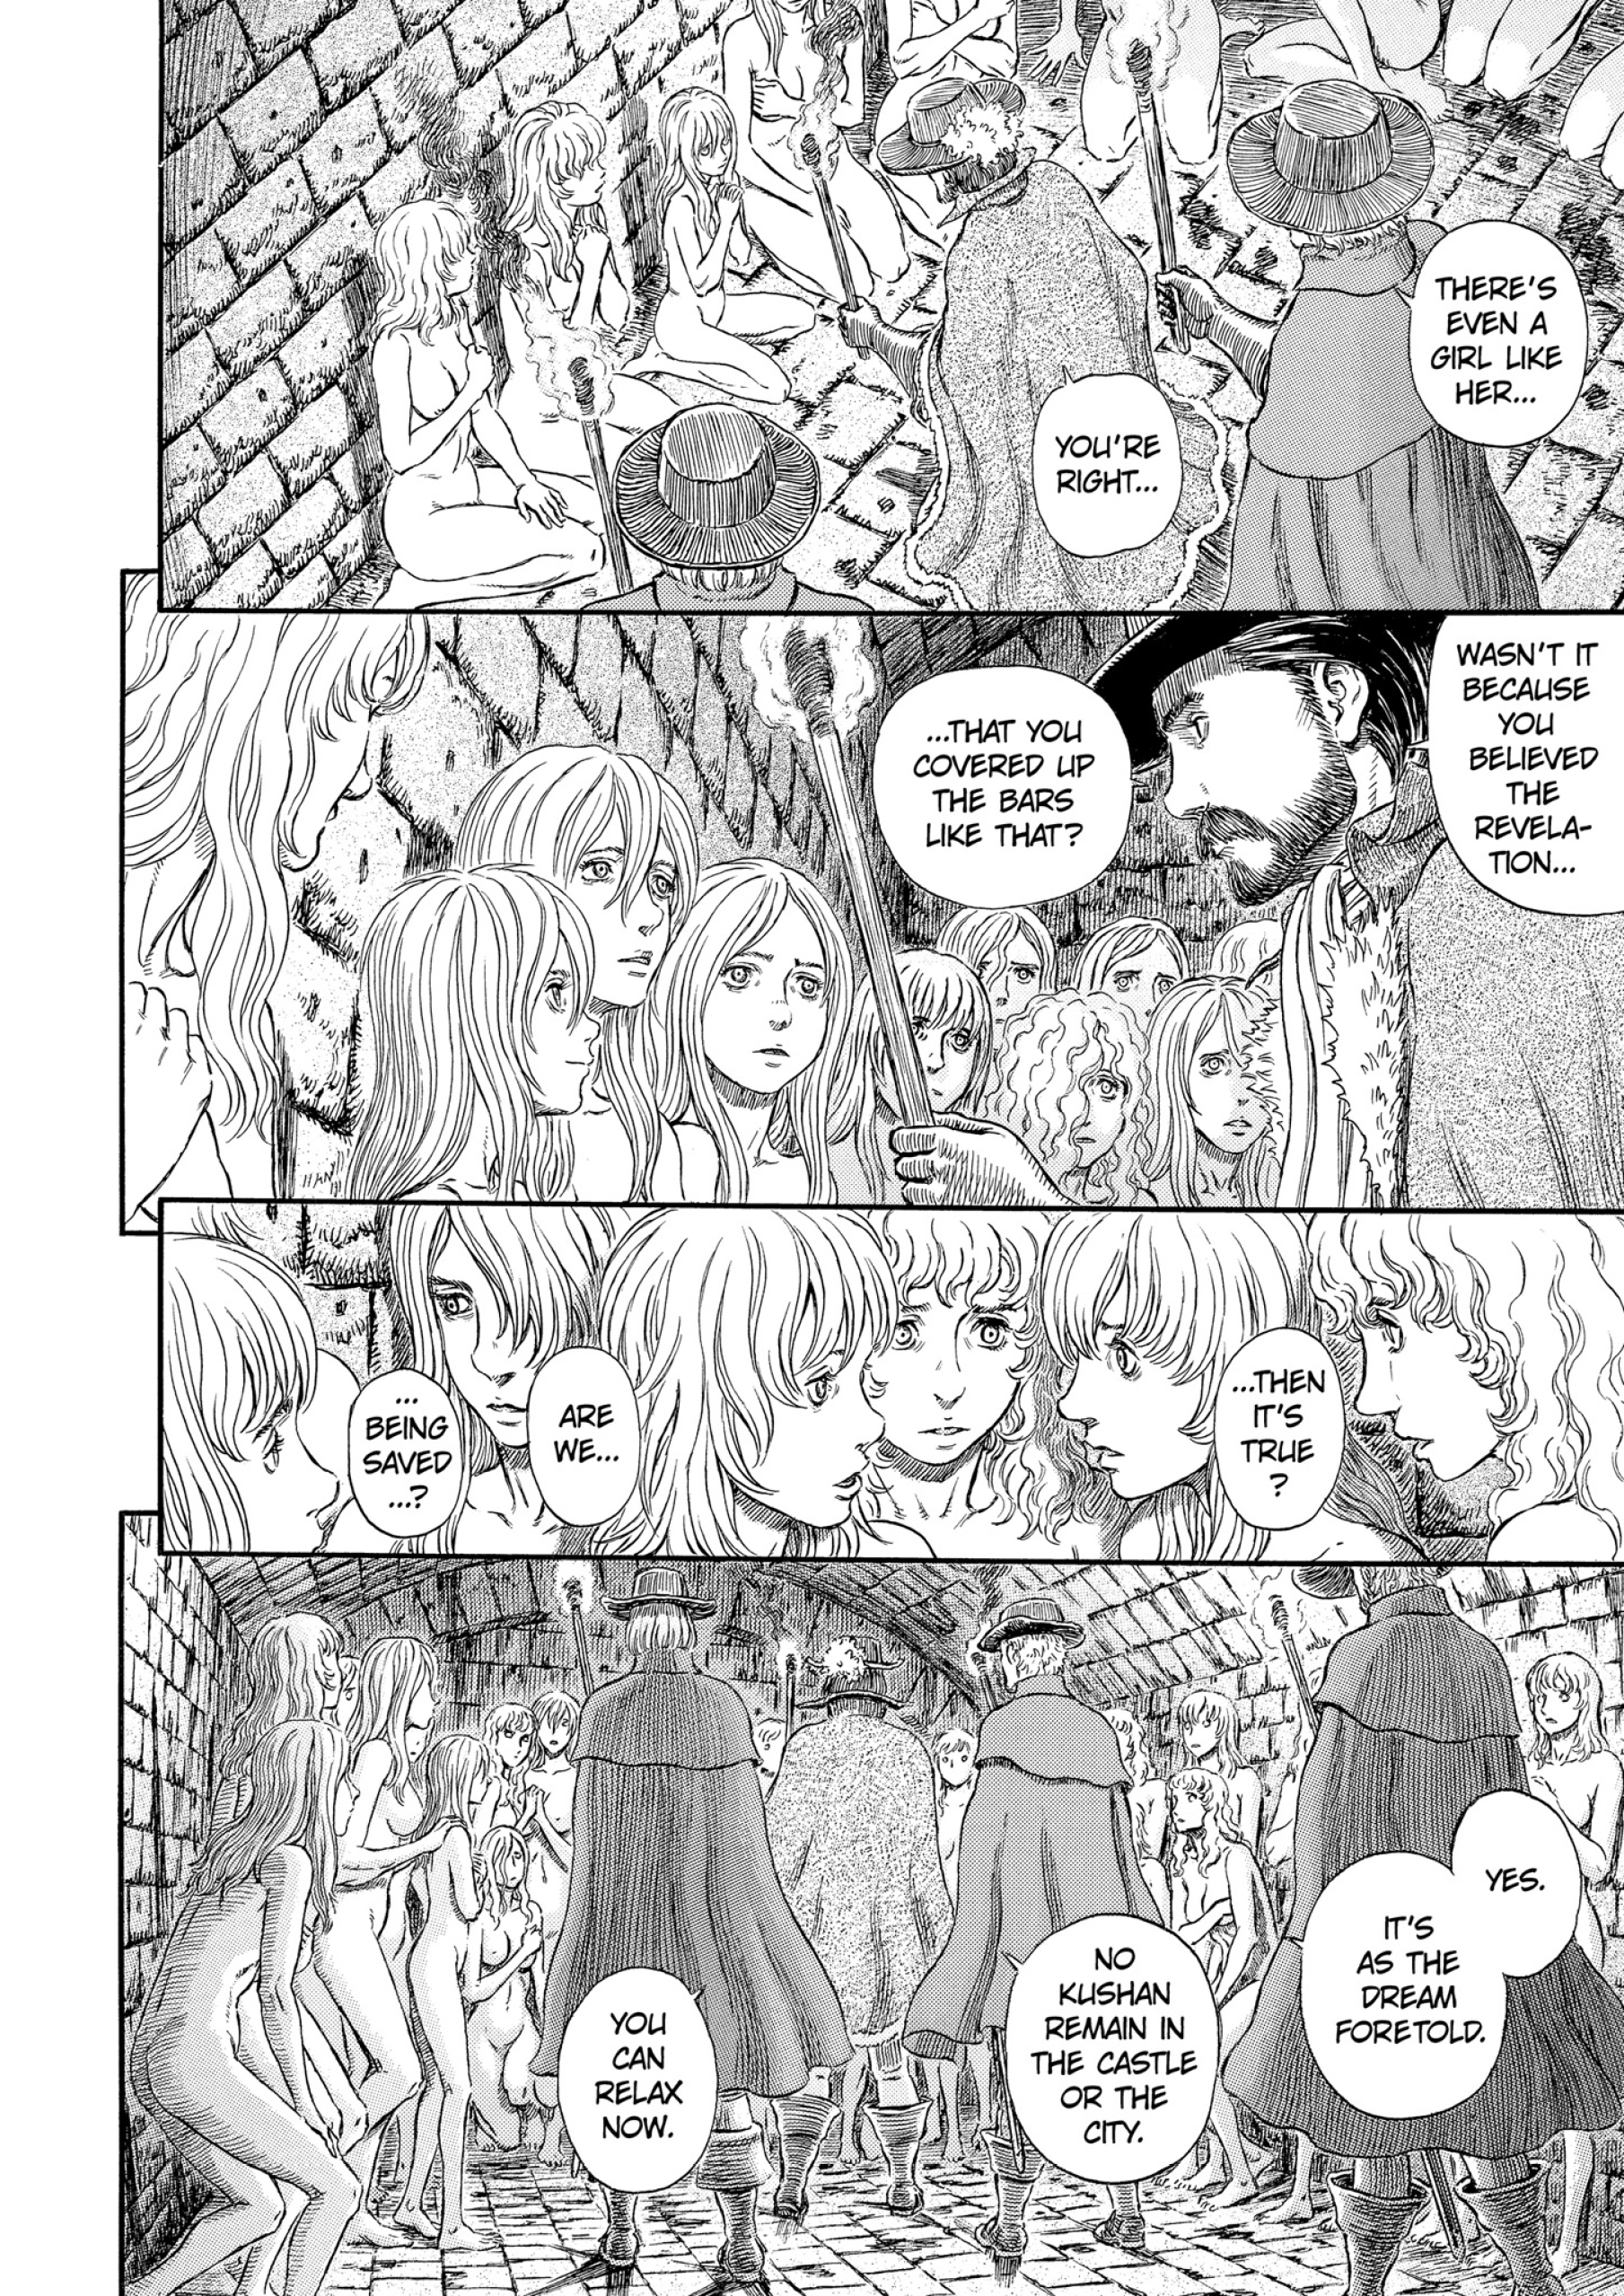 THERE'S
EVEN A
GIRL LIKE
HER...
YOU'RE
RIGHT...
WASN'T IT
BECAUSE
YOU
BELIEVED
THE
REVELA-
TION...
...THAT YOU
COVERED UP
THE BARS
LIKE THAT?
...THEN
IT'S
TRUE
?
ARE
WE...
...
BEING
SAVED
...?
YES.
IT'S
AS THE
DREAM
FORETOLD.
NO
KUSHAN
REMAIN IN
THE CASTLE
OR THE
CITY.
YOU
CAN
RELAX
NOW.